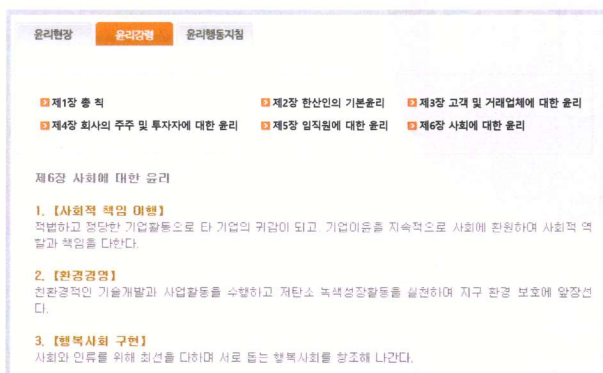 윤리헌장 윤리강령 윤리행동지침
제1장 총 칙 제2장 한산인의 기본윤리 제3장 고객 및 거래업체에 대한 윤리
제4장 회사의 주주 및 투자자에 대한 윤리 제5장 임직원에 대한 윤리 제6장 사회에 대한 윤리
제6장 사회에 대한 윤리
1. 【사회적 책임 이행】
적법하고 정당한 기업활동으로 타 기업의 귀감이 되고, 기업이윤을 지속적으로 사회에 환원하여 사회적 역
할과 책임을 다한다.
2. 【환경경영】
친환경적인 기술개발과 사업활동을 수행하고 저탄소 녹색성장활동을 실천하여 지구 환경 보호에 앞장선
다.
3. 【행복사회 구현】
사회와 인류를 위해 최선을 다하며 서로 돕는 행복사회를 창조해 나간다.